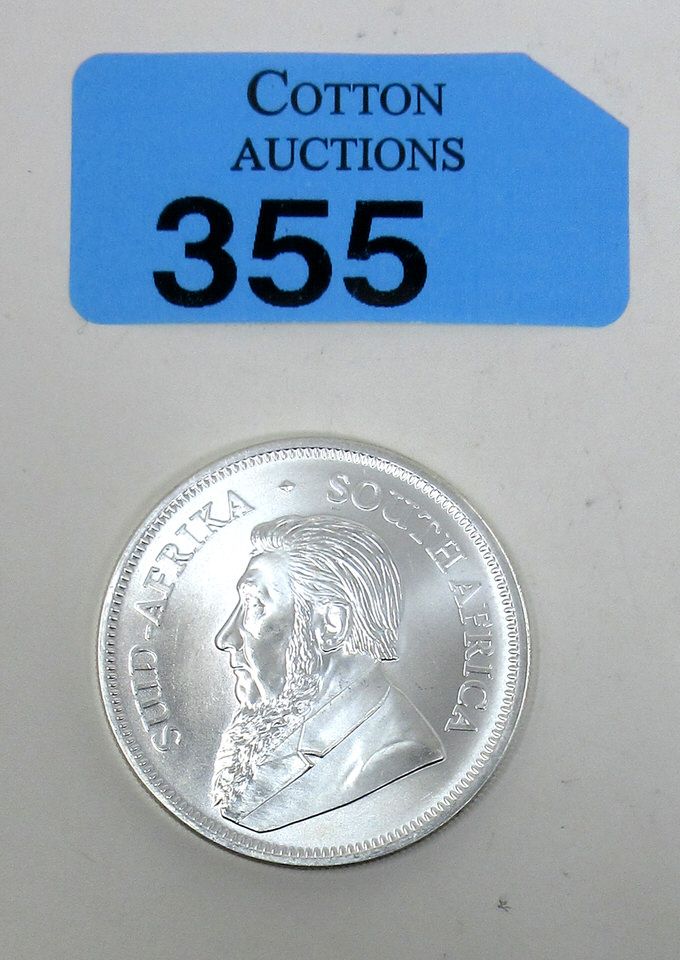 COTTON
AUCTIONS
355
SUID-AFRIKA
SOUTH AFRICA